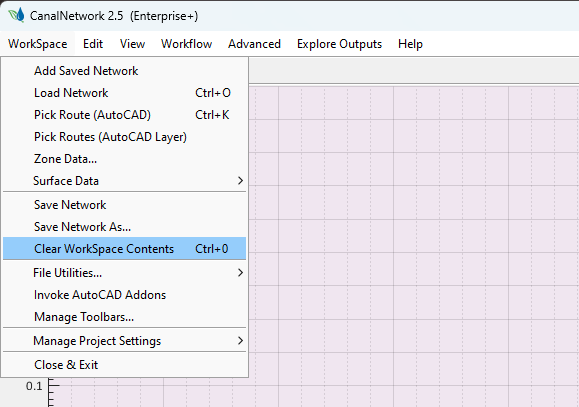 CanalNetwork 2.5 (Enterprise+)
WorkSpace Edit View Workflow Advanced Explore Outputs Help
Add Saved Network
Load Network Ctrl+O
Pick Route (AutoCAD) Ctrl+K
Pick Routes (AutoCAD Layer)
Zone Data...
Surface Data
Save Network
Save Network As...
Clear WorkSpace Contents Ctrl+0
File Utilities...
Invoke AutoCAD Addons
Manage Toolbars...
Manage Project Settings
Close & Exit
0.1